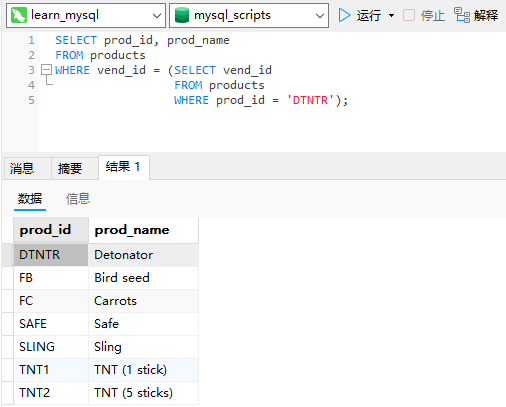 learn_mysql mysql_scripts 运行 停止 解释
1 SELECT prod_id, prod_name
2 FROM products
3 WHERE vend_id = (SELECT vend_id
4 FROM products
5 WHERE prod_id = 'DTNTR');
消息 摘要 结果 1
数据 信息
prod_id prod_name
DTNTR Detonator
FB Bird seed
FC Carrots
SAFE Safe
SLING Sling
TNT1 TNT (1 stick)
TNT2 TNT (5 sticks)